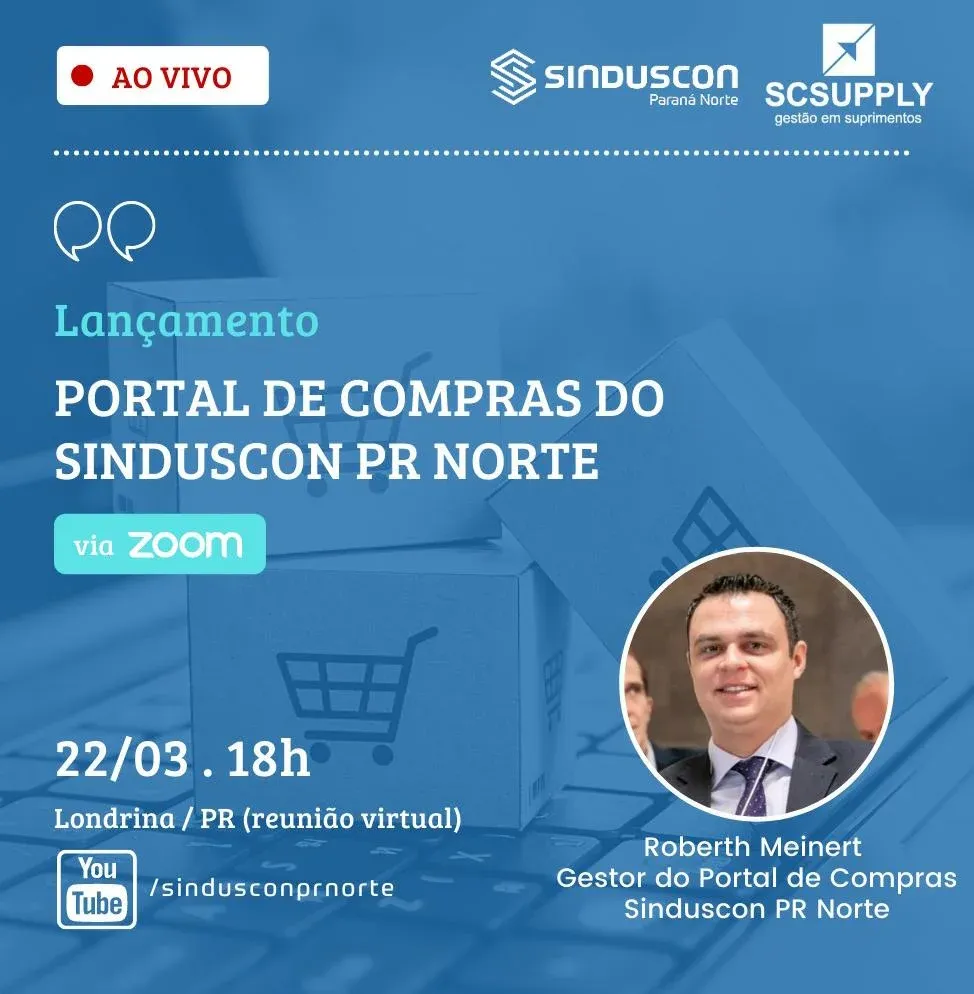 AO VIVO
SINDUSCON
Paraná Norte
SCSUPPLY
gestão em suprimentos
Lançamento
PORTAL DE COMPRAS DO
SINDUSCON PR NORTE
via zoom
22/03 . 18h
Londrina / PR (reunião virtual)
You
Tube
/sindusconprnorte
Roberth Meinert
Gestor do Portal de Compras
Sinduscon PR Norte